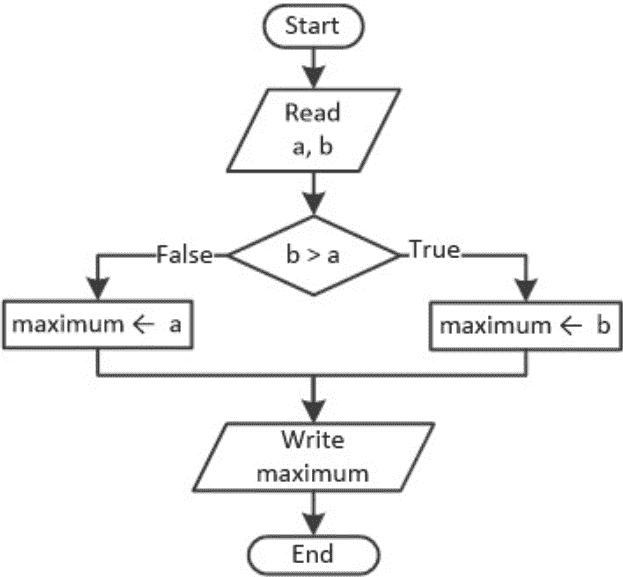 Start
Read
a, b
b > a
False
True
maximum ← a
maximum ← b
Write
maximum
End